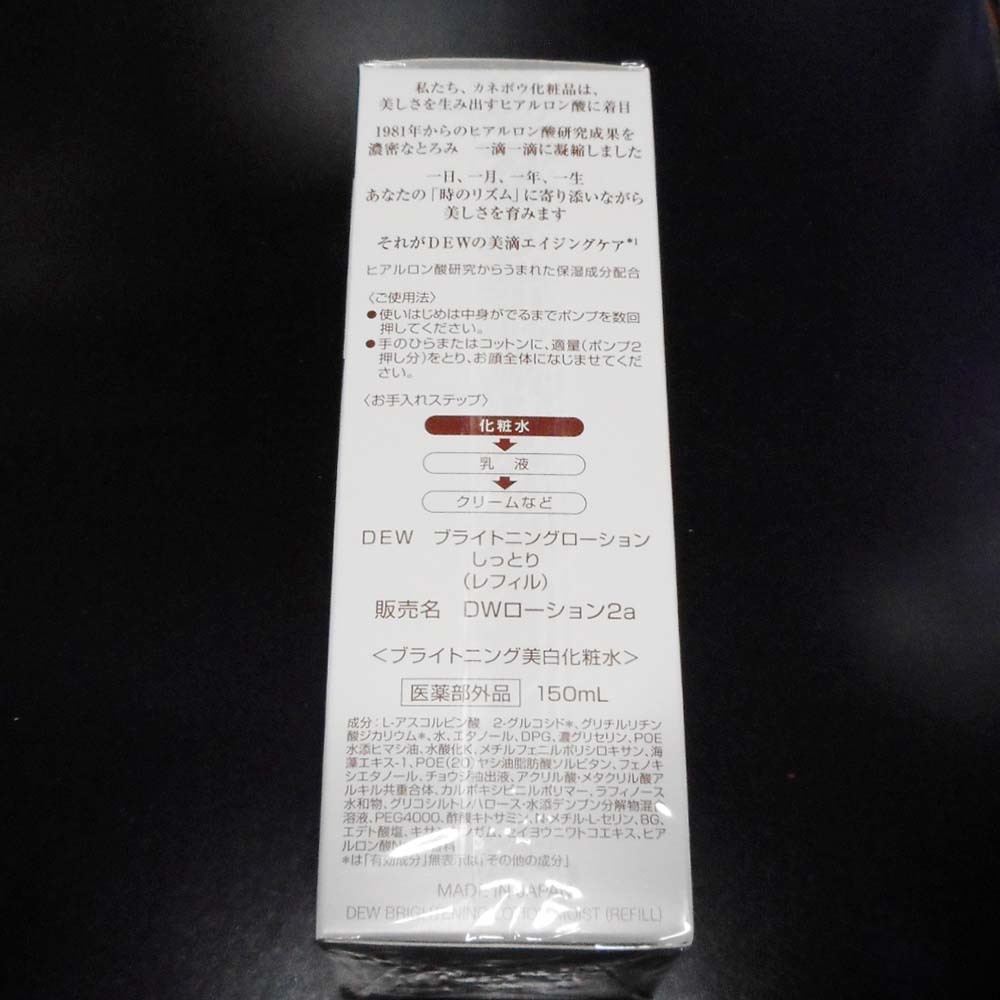 私たち、カネボウ化粧品は、
美しさを生み出すヒアルロン酸に着目
1981年からのヒアルロン酸研究成果を
濃密なとろみ 一滴一滴に凝縮しました
一日、一月、一年、一生
あなたの「時のリズム」に寄り添いながら
美しさを育みます
それがDEWの美滴エイジングケア*1
ヒアルロン酸研究からうまれた保湿成分配合
〈ご使用法〉
●使いはじめは中身がでるまでポンプを数回
押してください。
●手のひらまたはコットンに、適量(ポンプ2
押し分)をとり、お顔全体になじませてくだ
さい。
〈お手入れステップ〉
化粧水
乳 液
クリームなど
DEW ブライトニングローション
しっとり
(レフィル)
販売名 DWローション2a
<ブライトニング美白化粧水>
医薬部外品 150mL
成分:L-アスコルビン酸 2-グルコシド*、グリチルリチン
酸ジカリウム*、水、エタノール、DPG、濃グリセリン、POE
水添ヒマシ油、水酸化K、メチルフェニルポリシロキサン、海
藻エキス-1、POE(20)ヤシ油脂肪酸ソルビタン、フェノキ
シエタノール、チョウジ抽出液、アクリル酸・メタクリル酸ア
ルキル共重合体、カルボキシビニルポリマー、ラフィノース
水和物、グリコシルトレハロース・水添デンプン分解物混合
溶液、PEG4000、酢酸キトサミン、N-メチル-L-セリン、BG、
エデト酸塩、キサンタンガム、セイヨウニワトコエキス、ヒア
ルロン酸
*は「有効成分」無表示は「その他の成分」
MADE IN JAPAN
DEW BRIGHTENING LOTION MOIST (REFILL)